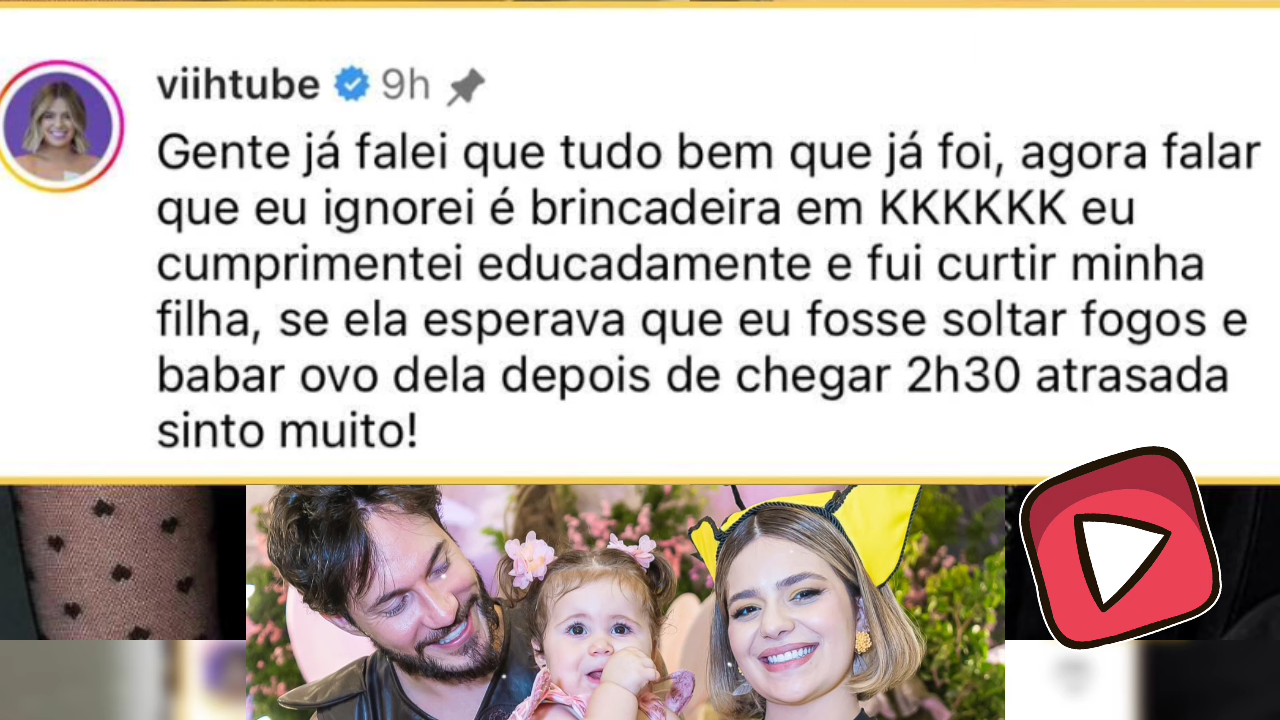 viihtube 9h
Gente já falei que tudo bem que já foi, agora falar
que eu ignorei é brincadeira em KKKKKK eu
cumprimentei educadamente e fui curtir minha
filha, se ela esperava que eu fosse soltar fogos e
babar ovo dela depois de chegar 2h30 atrasada
sinto muito!